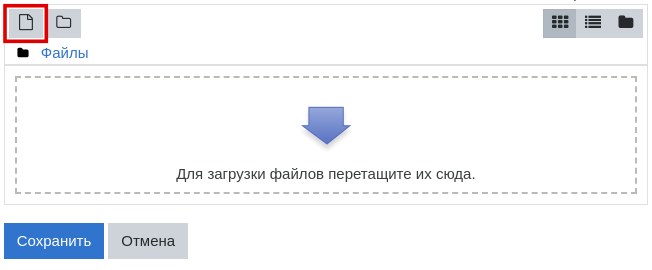 Файлы
Для загрузки файлов перетащите их сюда.
Сохранить Отмена